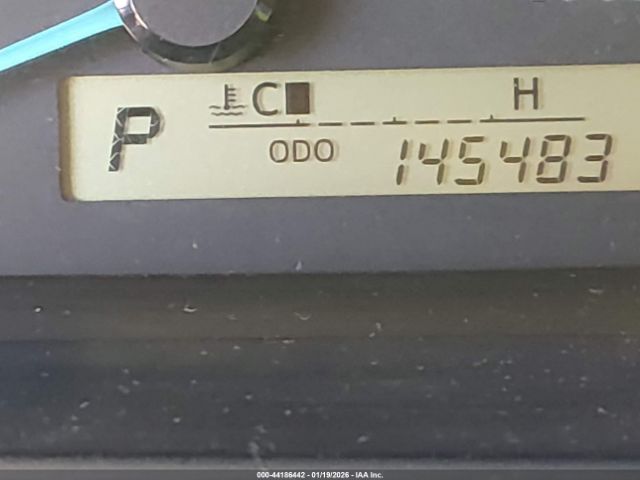 C H
P
ODO 145483
000-44186442 - 01/19/2026 - IAA Inc.